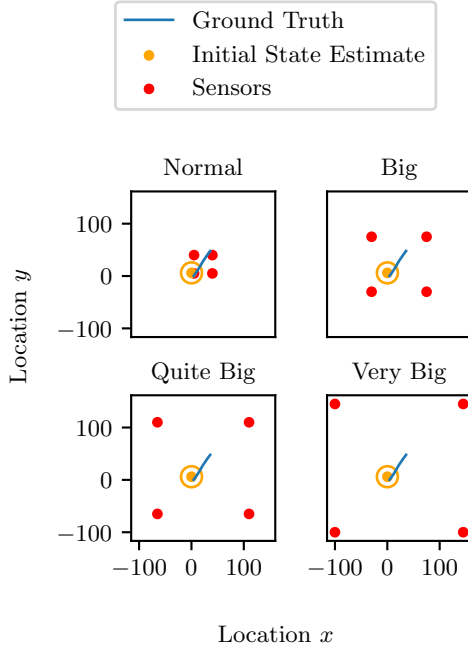 Ground Truth
Initial State Estimate
Sensors
Normal
Big
100
0
−100
Location y
Quite Big
Very Big
100
0
−100
−100 0 100
−100 0 100
Location x